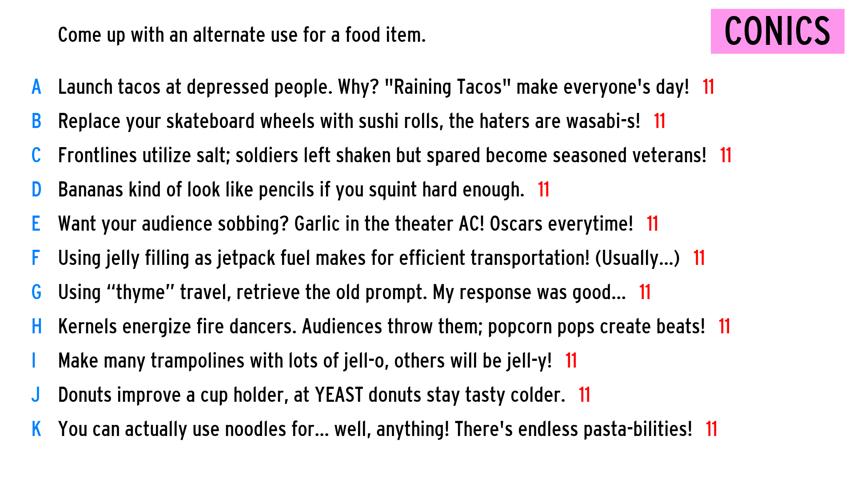 Come up with an alternate use for a food item.
CONICS
A Launch tacos at depressed people. Why? "Raining Tacos" make everyone's day! 11
B Replace your skateboard wheels with sushi rolls, the haters are wasabi-s! 11
C Frontlines utilize salt; soldiers left shaken but spared become seasoned veterans! 11
D Bananas kind of look like pencils if you squint hard enough. 11
E Want your audience sobbing? Garlic in the theater AC! Oscars everytime! 11
F Using jelly filling as jetpack fuel makes for efficient transportation! (Usually...) 11
G Using “thyme” travel, retrieve the old prompt. My response was good... 11
H Kernels energize fire dancers. Audiences throw them; popcorn pops create beats! 11
I Make many trampolines with lots of jell-o, others will be jell-y! 11
J Donuts improve a cup holder, at YEAST donuts stay tasty colder. 11
K You can actually use noodles for... well, anything! There's endless pasta-bilities! 11